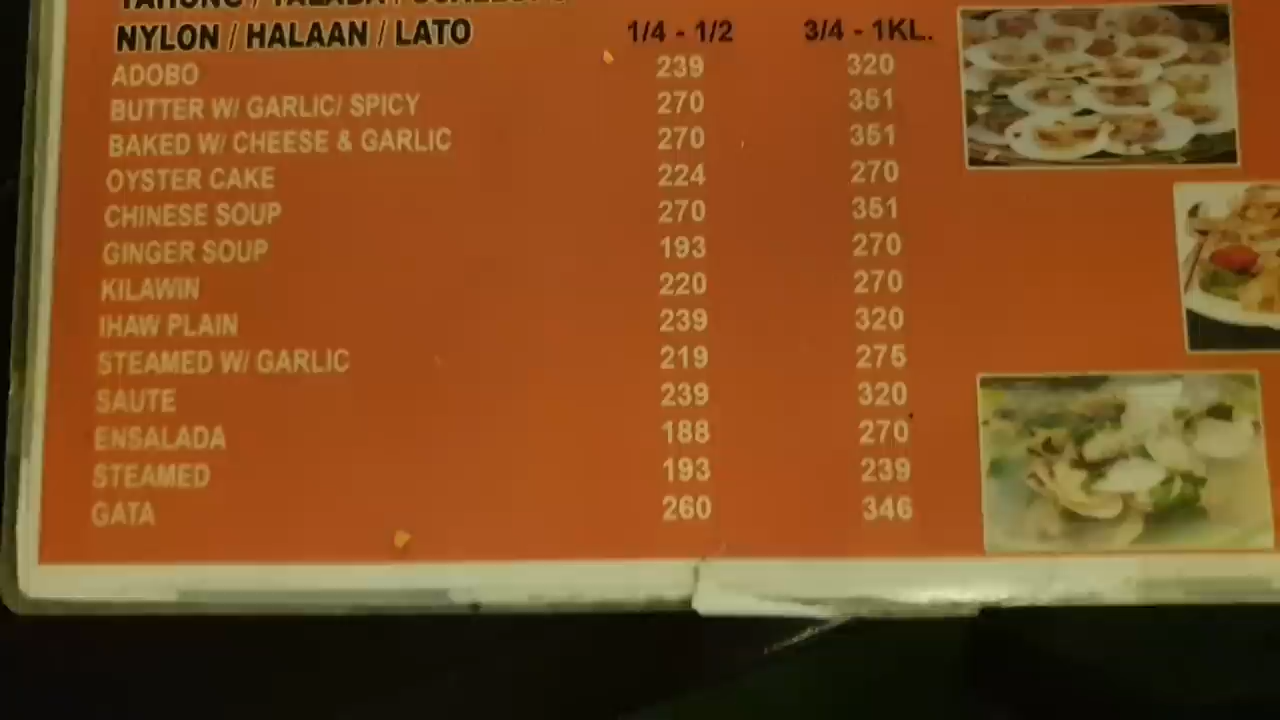 TAHONG / TALABA /
NYLON / HALAAN / LATO 1/4 - 1/2 3/4 - 1KL.
ADOBO 239 320
BUTTER W/ GARLIC/ SPICY 270 351
BAKED W/ CHEESE & GARLIC 270 351
OYSTER CAKE 224 270
CHINESE SOUP 270 351
GINGER SOUP 193 270
KILAWIN 220 270
IHAW PLAIN 239 320
STEAMED W/ GARLIC 219 275
SAUTE 239 320
ENSALADA 188 270
STEAMED 193 239
GATA 260 346